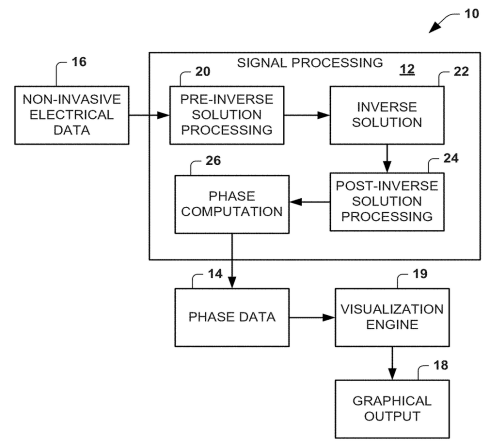 10
16
NON-INVASIVE
ELECTRICAL
DATA
SIGNAL PROCESSING
12
20
PRE-INVERSE
SOLUTION
PROCESSING
22
INVERSE
SOLUTION
26
PHASE
COMPUTATION
24
POST-INVERSE
SOLUTION
PROCESSING
14
PHASE DATA
19
VISUALIZATION
ENGINE
18
GRAPHICAL
OUTPUT